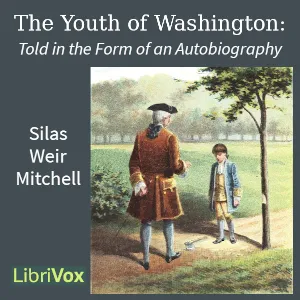 The Youth of Washington:
Told in the Form of an Autobiography
Silas
Weir
Mitchell
LibriVox